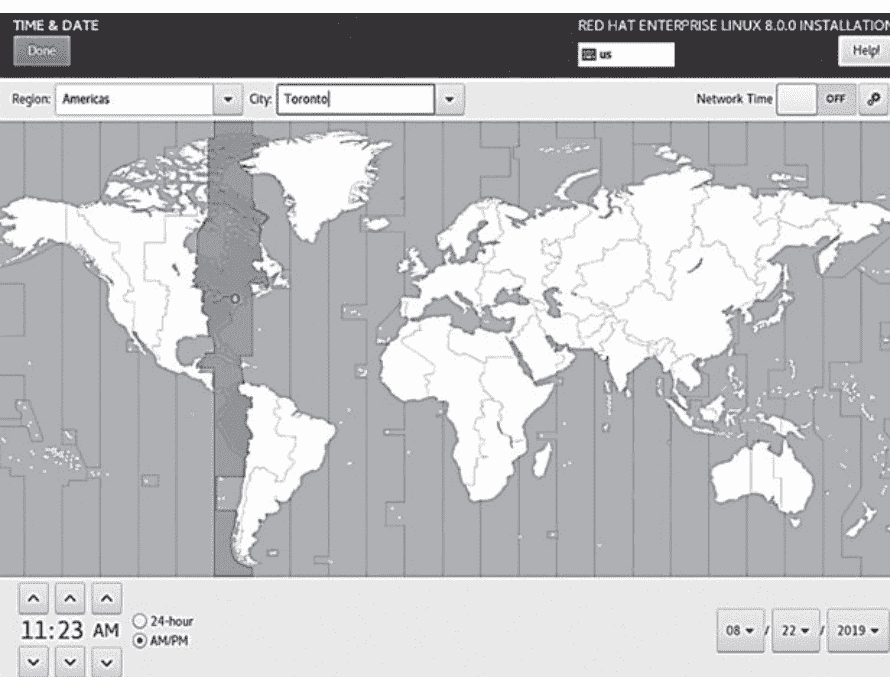 TIME & DATE
RED HAT ENTERPRISE LINUX 8.0.0 INSTALLATION
Done
us
Help!
Region: Americas City: Toronto Network Time OFF
11:23 AM
24-hour
AM/PM
08 / 22 / 2019